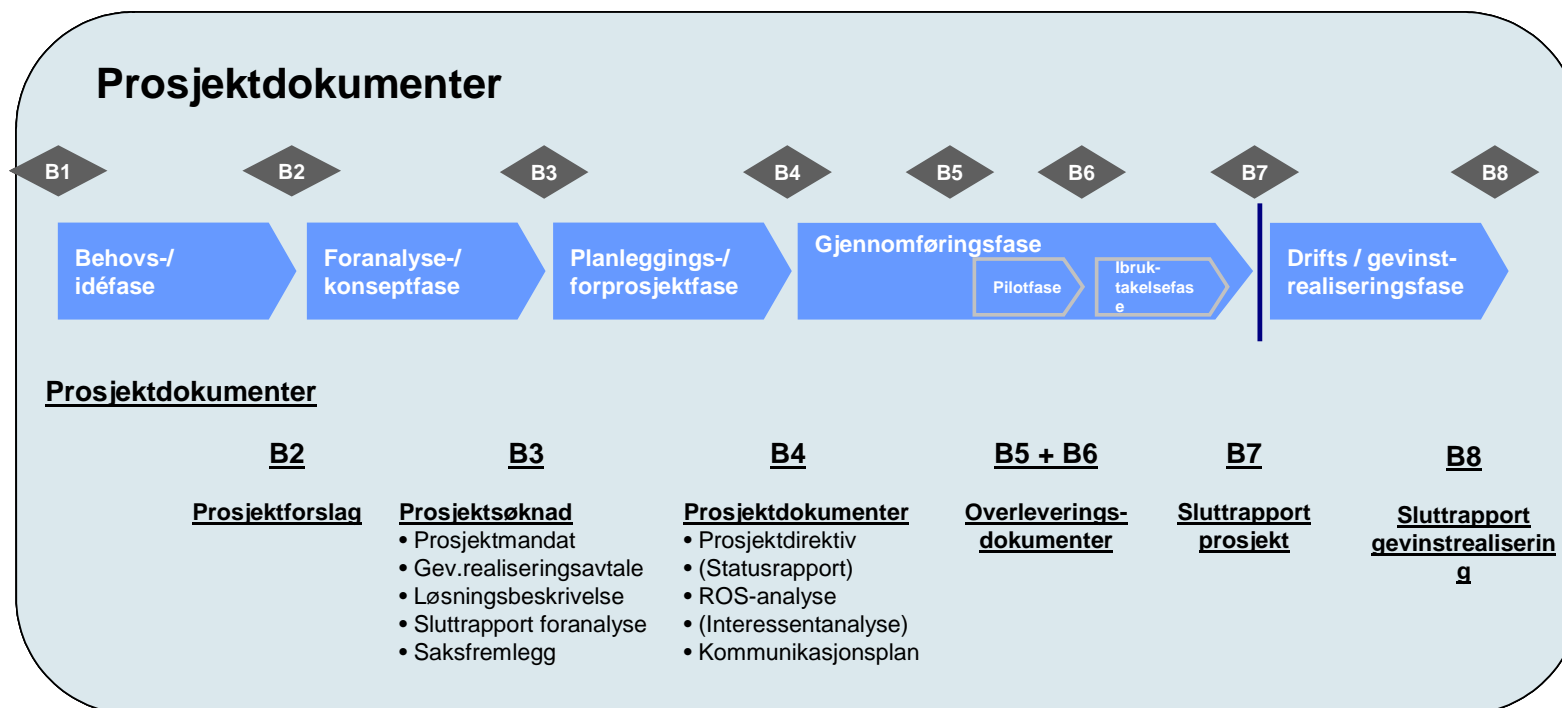 Prosjektdokumenter
B1
B2
B3
B4
B5
B6
B7
B8
Behovs-/
idéfase
Foranalyse-/
konseptfase
Planleggings-/
forprosjektfase
Gjennomføringsfase
Pilotfase
Ibruk-
takelsefas
e
Drifts / gevinst-
realiseringsfase
Prosjektdokumenter
B2
Prosjektforslag
B3
Prosjektsøknad
• Prosjektmandat
• Gev.realiseringsavtale
• Løsningsbeskrivelse
• Sluttrapport foranalyse
• Saksfremlegg
B4
Prosjektdokumenter
• Prosjektdirektiv
• (Statusrapport)
• ROS-analyse
• (Interessentanalyse)
• Kommunikasjonsplan
B5 + B6
Overleverings-
dokumenter
B7
Sluttrapport
prosjekt
B8
Sluttrapport
gevinstrealiserin
g